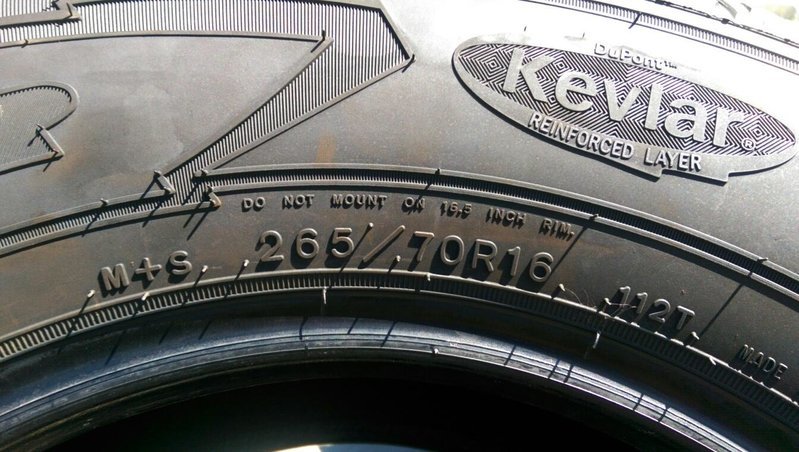 DuPont™
Kevlar®
REINFORCED LAYER
DO NOT MOUNT ON 16.5 INCH RIM.
M+S 265/70R16 112T MADE